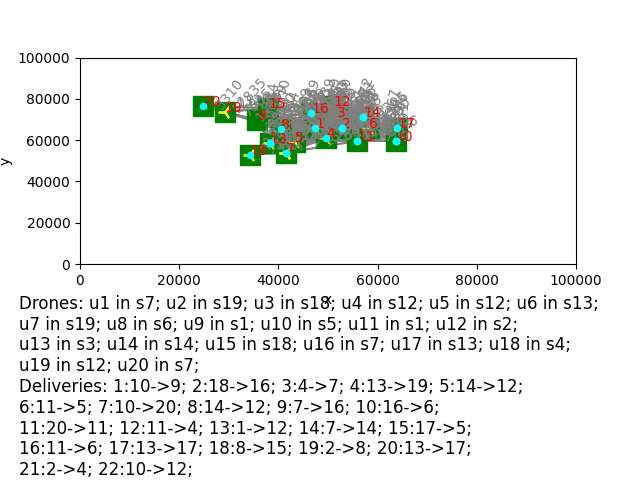 100000
80000
60000
40000
20000
0
y
0 20000 40000 60000 80000 100000
x
Drones: u1 in s7; u2 in s19; u3 in s18; u4 in s12; u5 in s12; u6 in s13;
u7 in s19; u8 in s6; u9 in s1; u10 in s5; u11 in s1; u12 in s2;
u13 in s3; u14 in s14; u15 in s18; u16 in s7; u17 in s13; u18 in s4;
u19 in s12; u20 in s7;
Deliveries: 1:10->9; 2:18->16; 3:4->7; 4:13->19; 5:14->12;
6:11->5; 7:10->20; 8:14->12; 9:7->16; 10:16->6;
11:20->11; 12:11->4; 13:1->12; 14:7->14; 15:17->5;
16:11->6; 17:13->17; 18:8->15; 19:2->8; 20:13->17;
21:2->4; 22:10->12;